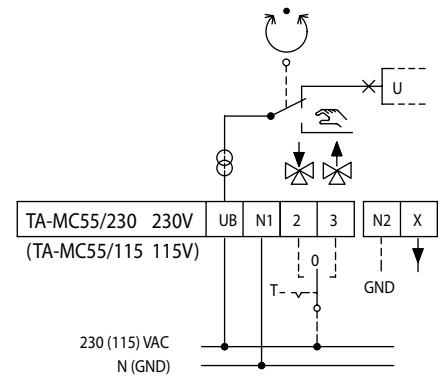 U
TA-MC55/230 230V UB N1 2 3 N2 X
(TA-MC55/115 115V)
0
T
GND
230 (115) VAC
N (GND)